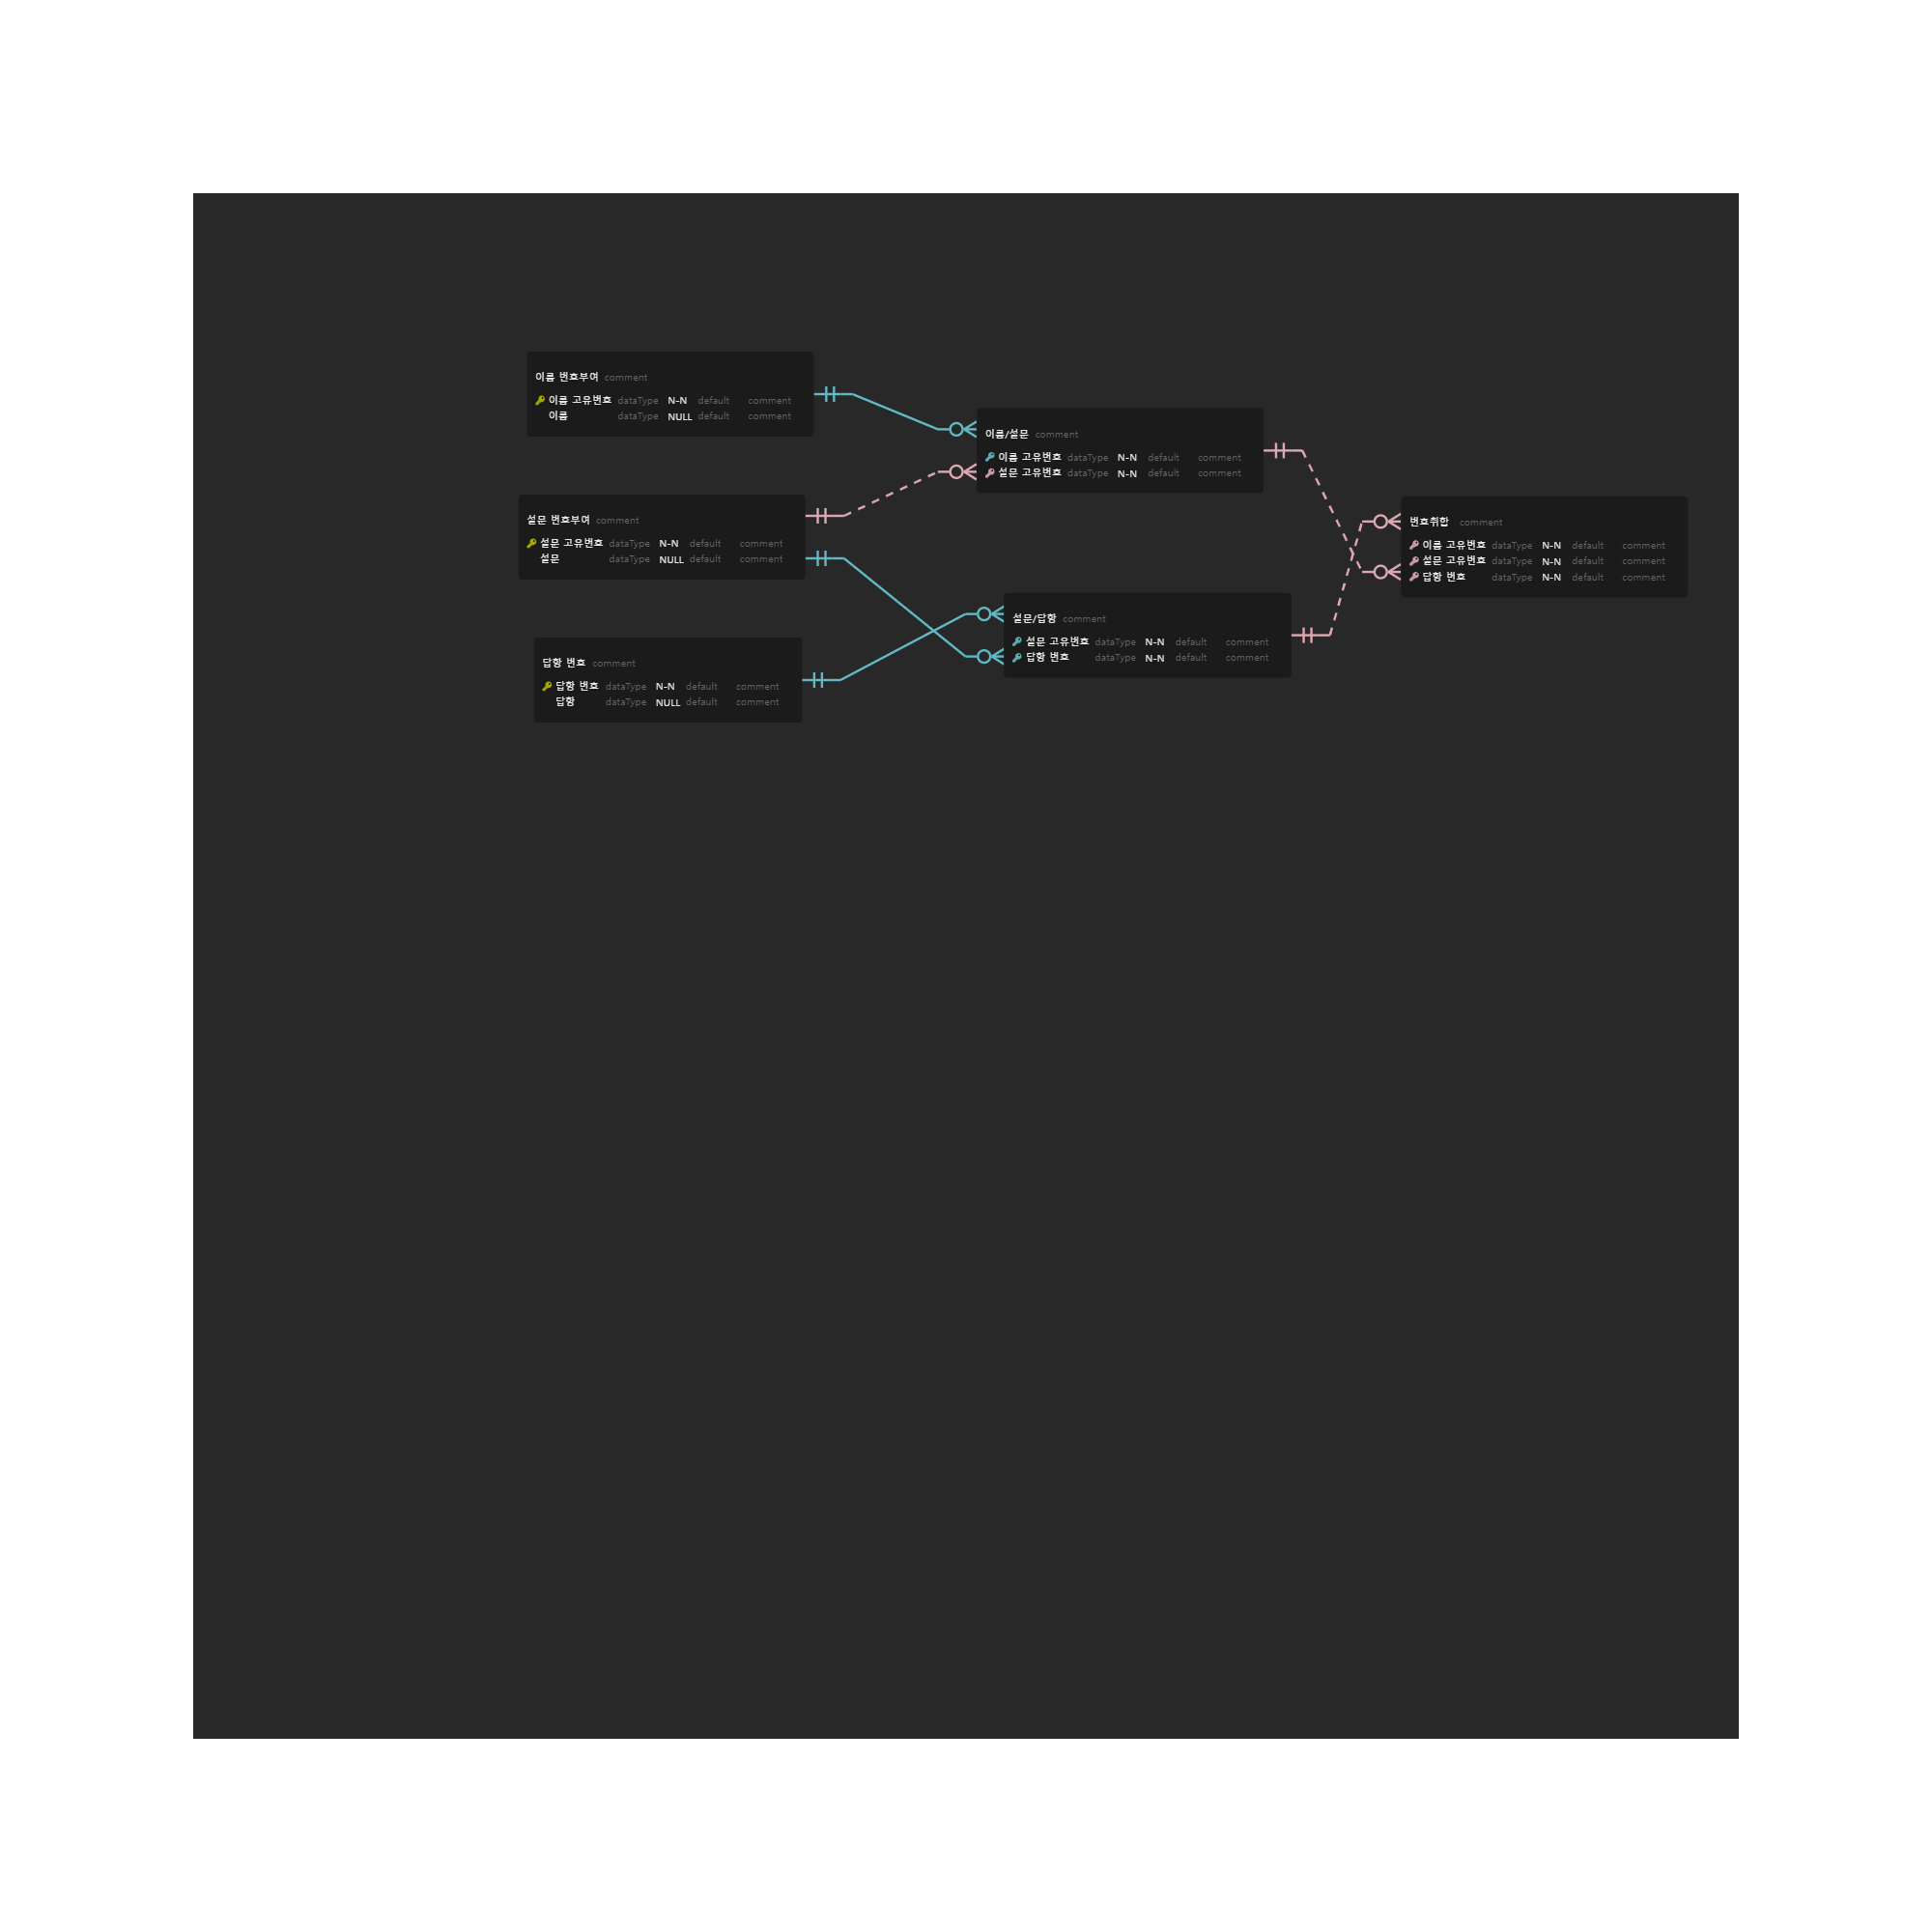 이름 번호부여 comment
이름 고유번호 dataType N-N default comment
이름 dataType NULL default comment
설문 번호부여 comment
설문 고유번호 dataType N-N default comment
설문 dataType NULL default comment
답항 번호 comment
답항 번호 dataType N-N default comment
답항 dataType NULL default comment
이름/설문 comment
이름 고유번호 dataType N-N default comment
설문 고유번호 dataType N-N default comment
설문/답항 comment
설문 고유번호 dataType N-N default comment
답항 번호 dataType N-N default comment
번호취합 comment
이름 고유번호 dataType N-N default comment
설문 고유번호 dataType N-N default comment
답항 번호 dataType N-N default comment